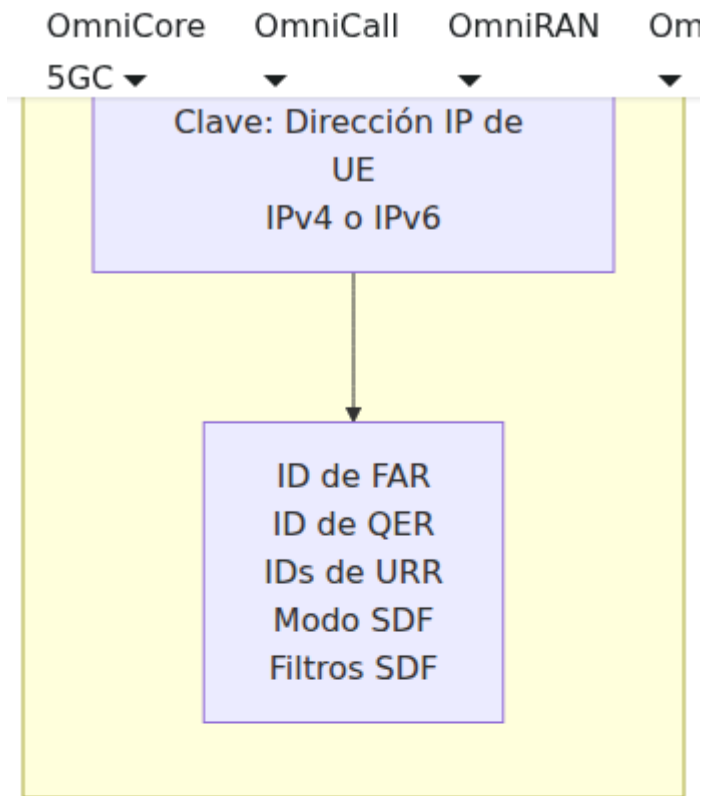 OmniCore OmniCall OmniRAN Om
5GC
Clave: Dirección IP de
UE
IPv4 o IPv6
ID de FAR
ID de QER
IDs de URR
Modo SDF
Filtros SDF